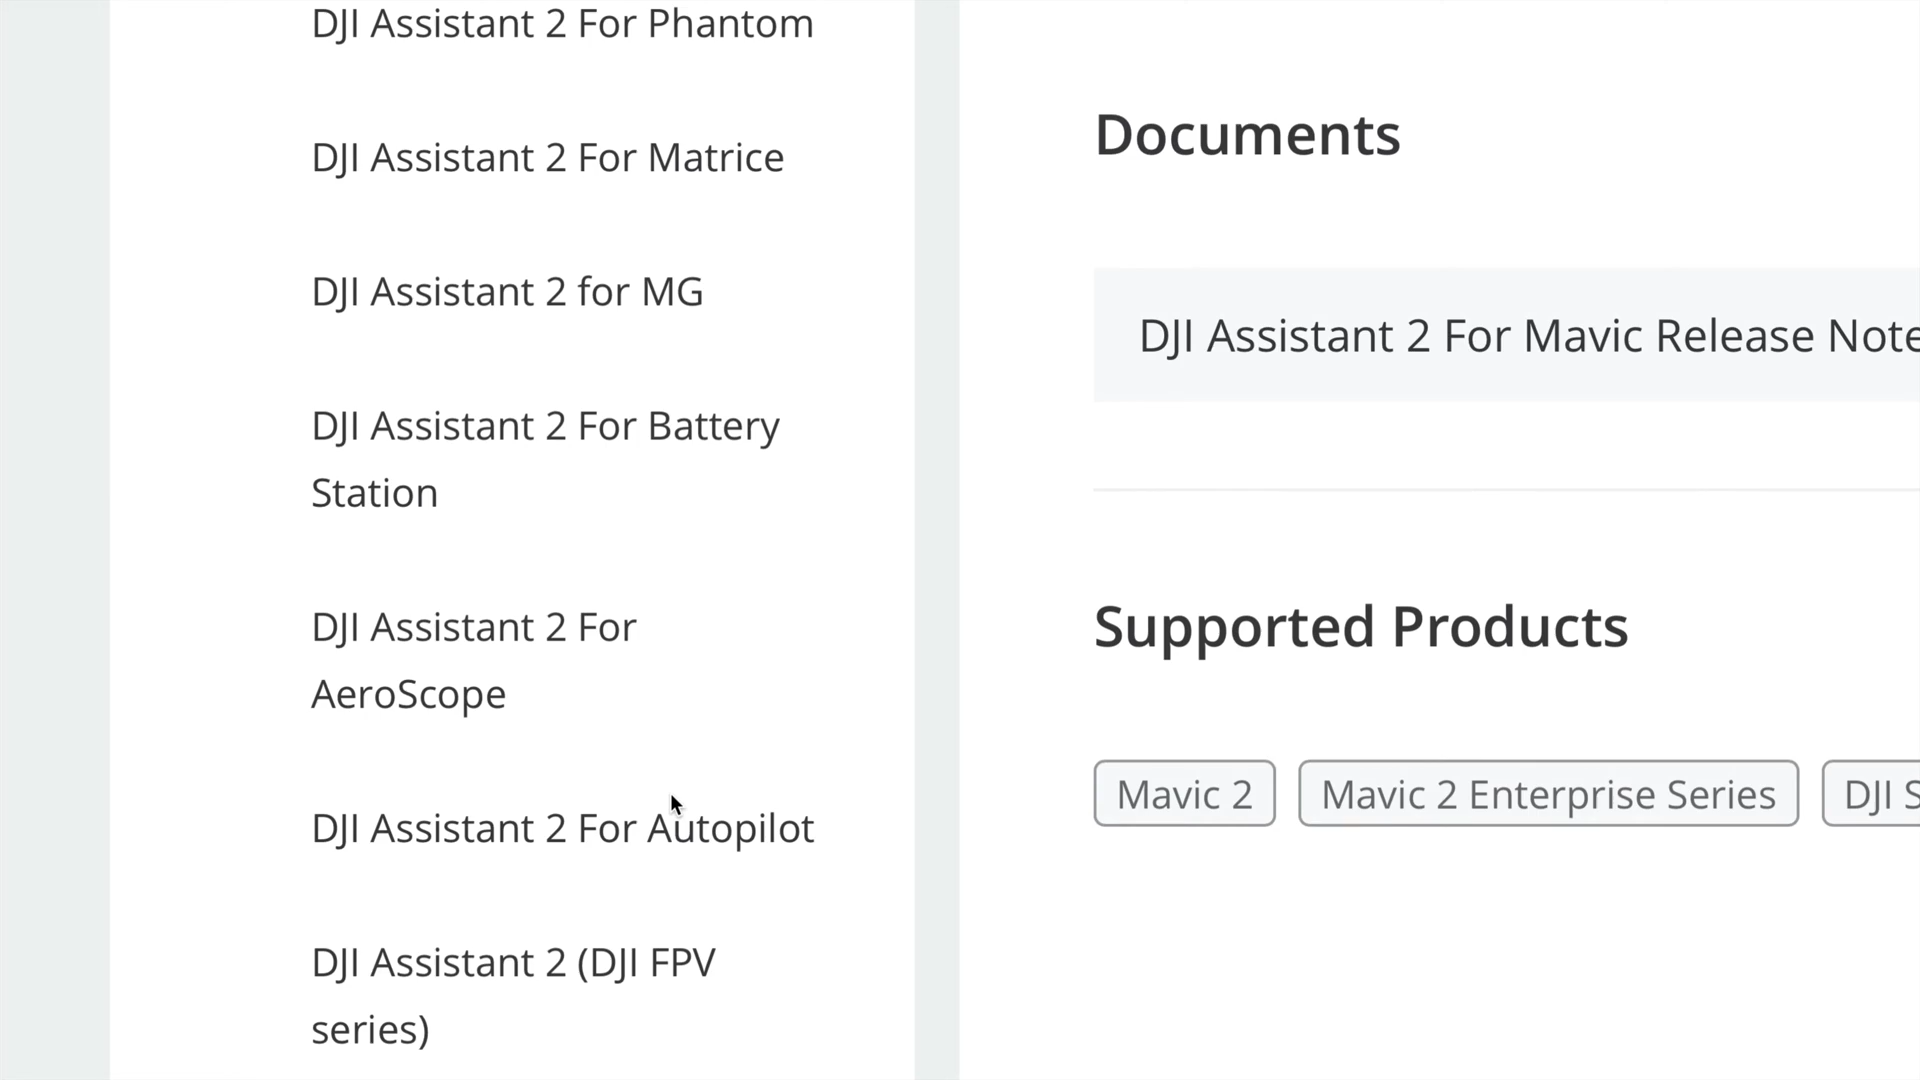 DJI Assistant 2 For Phantom
DJI Assistant 2 For Matrice
DJI Assistant 2 for MG
DJI Assistant 2 For Battery
Station
DJI Assistant 2 For
AeroScope
DJI Assistant 2 For Autopilot
DJI Assistant 2 (DJI FPV
series)
Documents
DJI Assistant 2 For Mavic Release Note
Supported Products
Mavic 2
Mavic 2 Enterprise Series
DJI S